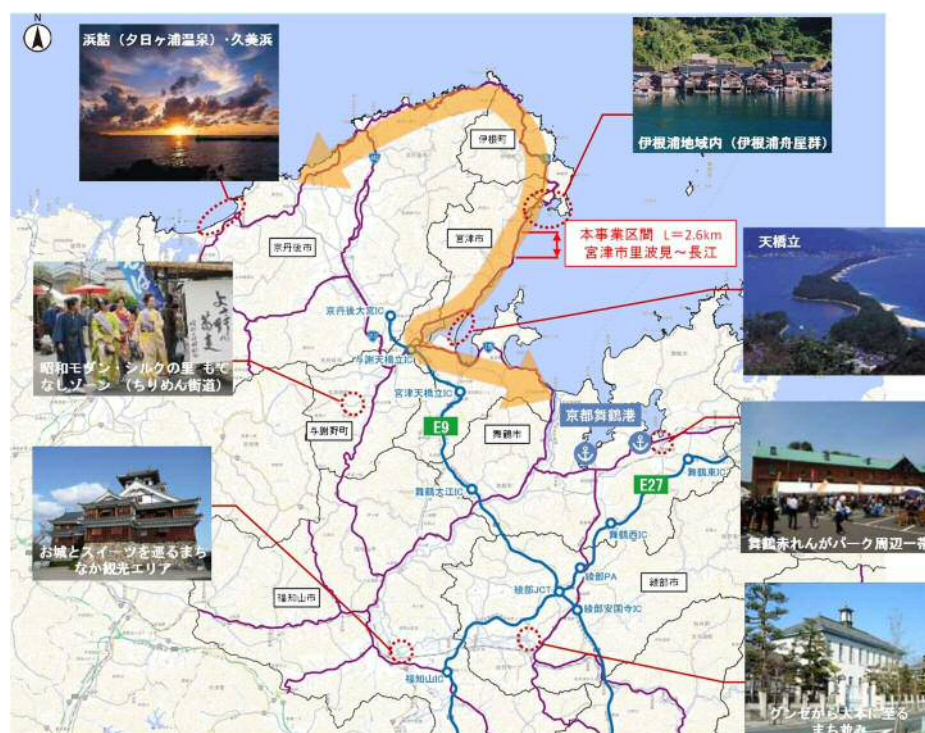 N
浜詰（夕日ヶ浦温泉）・久美浜
伊根町
伊根浦地域内（伊根浦舟屋群）
宮津市
本事業区間 L＝2.6km
宮津市里波見～長江
天橋立
京丹後市
昭和モダン・シルクの里 もて
なしゾーン （ちりめん街道）
京丹後大宮IC
与謝天橋立IC
宮津天橋立IC
与謝野町
E9
舞鶴市
京都舞鶴港
舞鶴東IC
E27
舞鶴大江IC
舞鶴西IC
舞鶴赤れんがパーク周辺一帯
お城とスイーツを巡るまち
なか観光エリア
綾部PA
綾部JCT
綾部市
福知山市
綾部安国寺IC
福知山IC
グンゼから大本に至る
まち並み